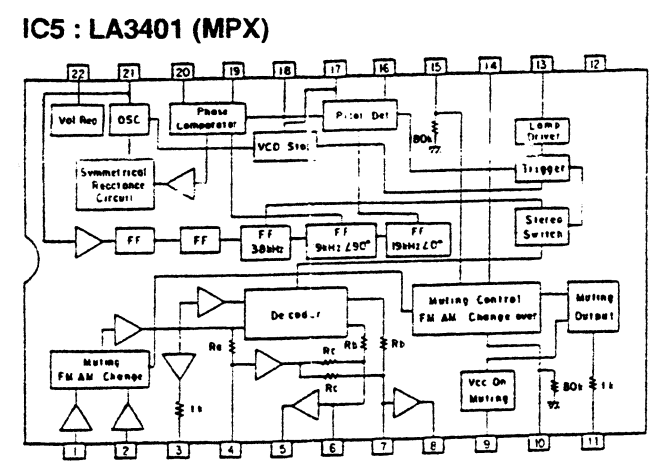 IC5 : LA3401 (MPX)
22 21 20 19 18 17 16 15 14 13 12
Vol Reg
OSC
Phase
Comparator
Pilot Det
80k
Lamp
Driver
VCO Stop
Symmetrical
Reactance
Circuit
Trigger
Stereo
Switch
FF
FF
FF
38kHz
FF
9kHz ∠90°
FF
19kHz ∠0°
Decoder
Muting Control
FM AM Change over
Muting
Output
Muting
FM AM Change
Ra
Rb
Rb
Rc
Rc
1k
Vcc On
Muting
80k
1k
1 2 3 4 5 6 7 8 9 10 11